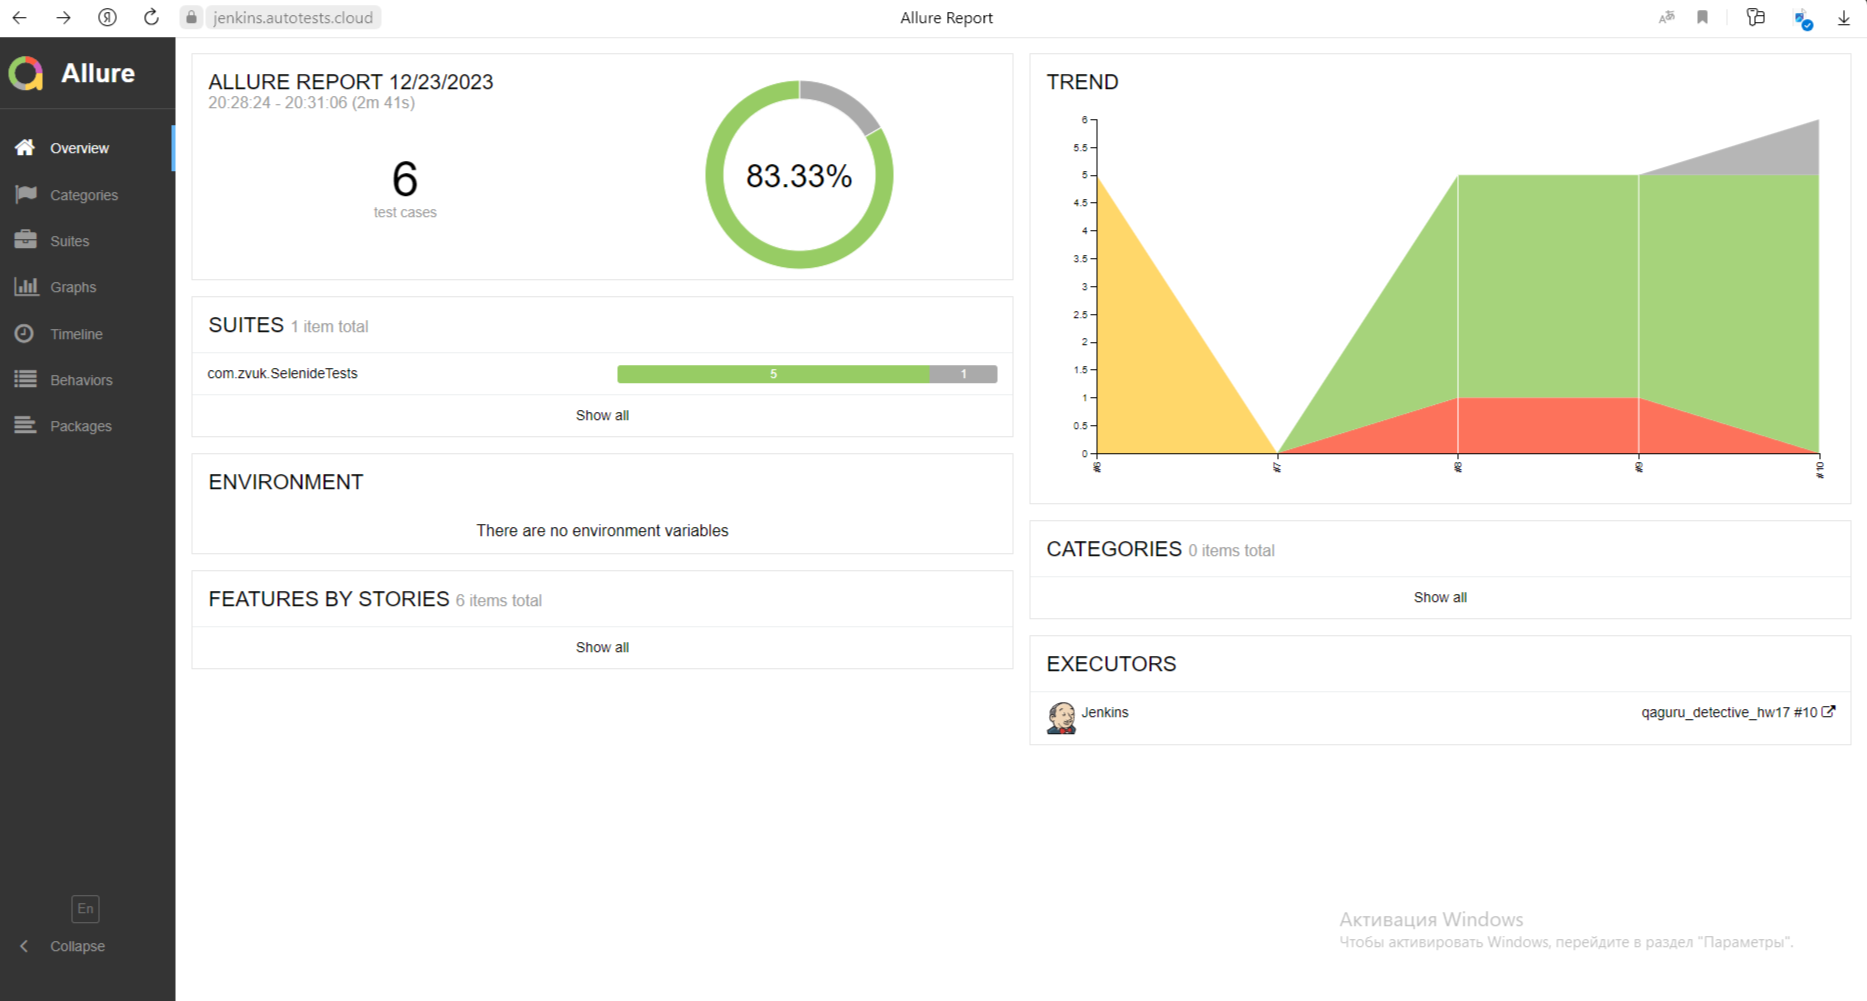 jenkins.autotests.cloud
Allure Report
Allure
Overview
Categories
Suites
Graphs
Timeline
Behaviors
Packages
En
Collapse
ALLURE REPORT 12/23/2023
20:28:24 - 20:31:06 (2m 41s)
6
test cases
83.33%
SUITES 1 item total
com.zvuk.SelenideTests
5
1
Show all
ENVIRONMENT
There are no environment variables
FEATURES BY STORIES 6 items total
Show all
TREND
6
5.5
5
4.5
4
3.5
3
2.5
2
1.5
1
0.5
0
#6
#7
#8
#9
#10
CATEGORIES 0 items total
Show all
EXECUTORS
Jenkins
qaguru_detective_hw17 #10
Активация Windows
Чтобы активировать Windows, перейдите в раздел "Параметры".